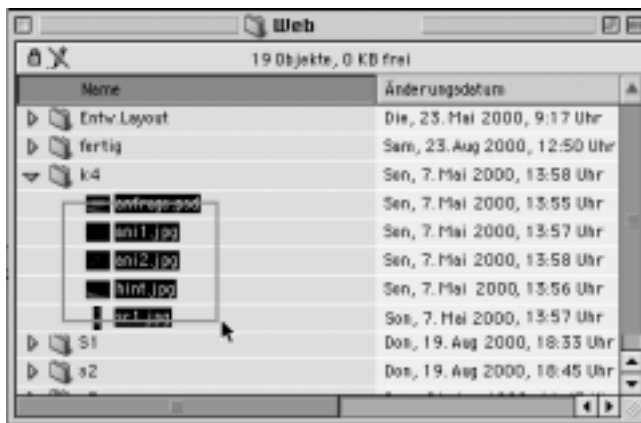 Web
19 Objekte, 0 KB frei
Name Änderungsdatum
Entw.Layout Die, 23. Mai 2000, 9:17 Uhr
fertig Sam, 23. Aug 2000, 12:50 Uhr
k4 Son, 7. Mai 2000, 13:58 Uhr
anfrage.psd Son, 7. Mai 2000, 13:55 Uhr
ani1.jpg Son, 7. Mai 2000, 13:57 Uhr
ani2.jpg Son, 7. Mai 2000, 13:58 Uhr
hint.jpg Son, 7. Mai 2000, 13:56 Uhr
Son, 7. Mai 2000, 13:57 Uhr
S1 Don, 19. Aug 2000, 18:33 Uhr
s2 Don, 19. Aug 2000, 18:45 Uhr